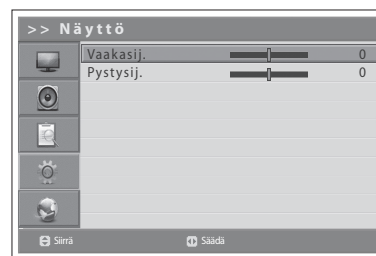 >> Näyttö
Vaakasij. 0
Pystysij. 0
Siirrä Säädä